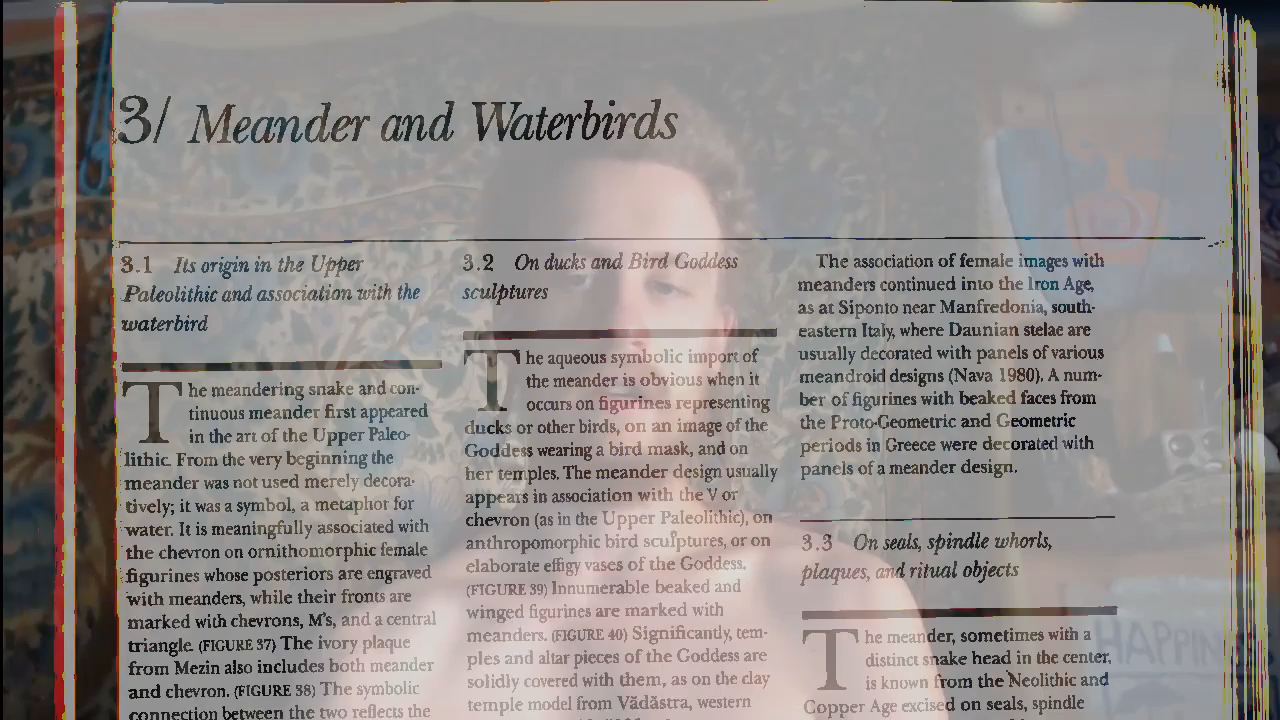 3/ Meander and Waterbirds
3.1 Its origin in the Upper
Paleolithic and association with the
waterbird
The meandering snake and con-
tinuous meander first appeared
in the art of the Upper Paleo-
lithic. From the very beginning the
meander was not used merely decora-
tively; it was a symbol, a metaphor for
water. It is meaningfully associated with
the chevron on ornithomorphic female
figurines whose posteriors are engraved
with meanders, while their fronts are
marked with chevrons, M's, and a central
triangle. (FIGURE 37) The ivory plaque
from Mezin also includes both meander
and chevron. (FIGURE 38) The symbolic
connection between the two reflects the
3.2 On ducks and Bird Goddess
sculptures
The aqueous symbolic import of
the meander is obvious when it
occurs on figurines representing
ducks or other birds, on an image of the
Goddess wearing a bird mask, and on
her temples. The meander design usually
appears in association with the V or
chevron (as in the Upper Paleolithic), on
anthropomorphic bird sculptures, or on
elaborate effigy vases of the Goddess.
(FIGURE 39) Innumerable beaked and
winged figurines are marked with
meanders. (FIGURE 40) Significantly, tem-
ples and altar pieces of the Goddess are
solidly covered with them, as on the clay
temple model from Vădăstra, western
The association of female images with
meanders continued into the Iron Age,
as at Siponto near Manfredonia, south-
eastern Italy, where Daunian stelae are
usually decorated with panels of various
meandroid designs (Nava 1980). A num-
ber of figurines with beaked faces from
the Proto-Geometric and Geometric
periods in Greece were decorated with
panels of a meander design.
3.3 On seals, spindle whorls,
plaques, and ritual objects
The meander, sometimes with a
distinct snake head in the center,
is known from the Neolithic and
Copper Age excised on seals, spindle
HAPPINESS